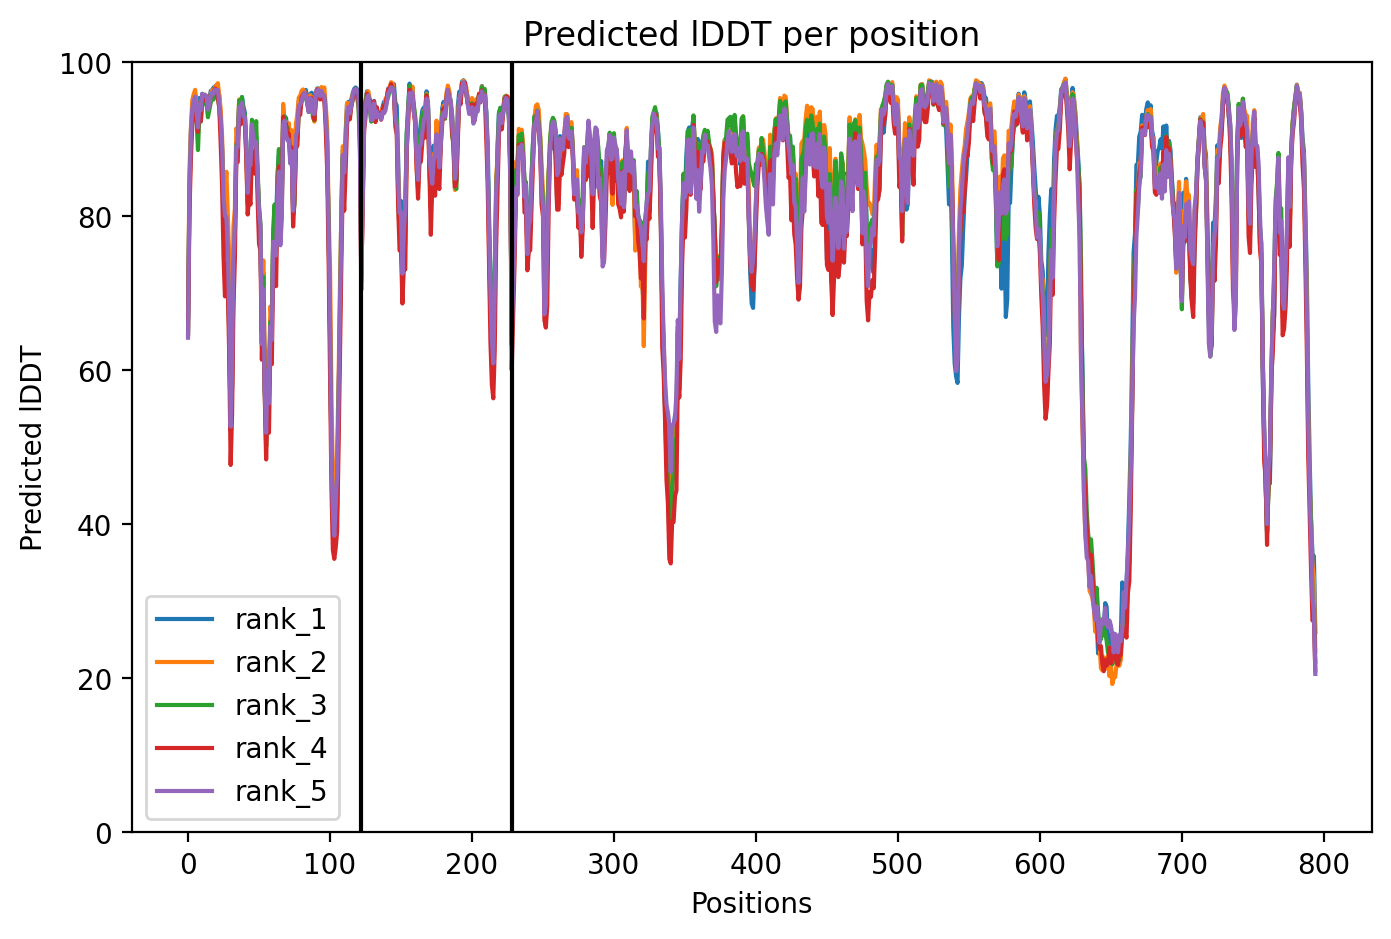 Predicted lDDT per position
100
80
60
40
20
0
Predicted lDDT
rank_1
rank_2
rank_3
rank_4
rank_5
0 100 200 300 400 500 600 700 800
Positions